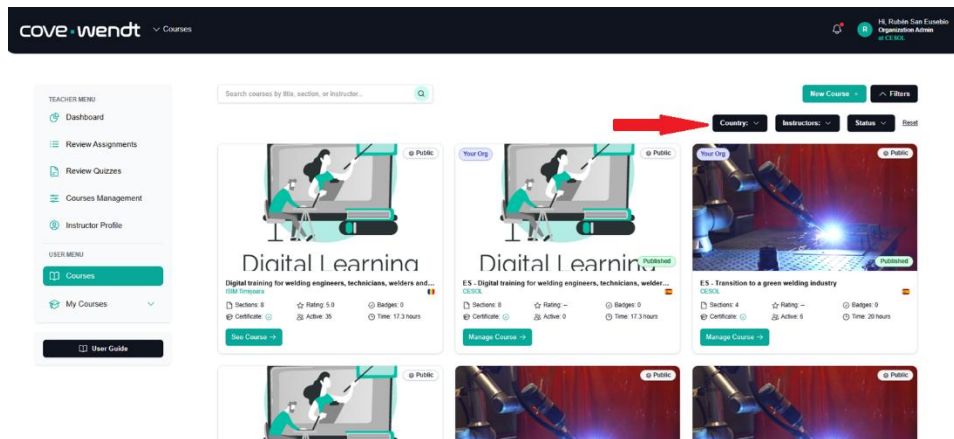 cove·wendt
Courses
Hi, Rubén San Eusebio
Organization Admin
at CESOL
R
TEACHER MENU
Dashboard
Review Assignments
Review Quizzes
Courses Management
Instructor Profile
USER MENU
Courses
My Courses
User Guide
Search courses by title, section, or instructor...
New Course +
Filters
Country:
Instructors:
Status
Reset
Public
Digital Learning
Digital training for welding engineers, technicians, welders and...
ISIM Timișoara
Sections: 8
Rating: 5.0
Badges: 0
Certificate:
Active: 35
Time: 17.3 hours
See Course →
Your Org
Public
Digital Learning
Published
ES - Digital training for welding engineers, technicians, welder...
CESOL
Sections: 8
Rating: --
Badges: 0
Certificate:
Active: 0
Time: 17.3 hours
Manage Course →
Your Org
Public
Published
ES - Transition to a green welding industry
CESOL
Sections: 4
Rating: --
Badges: 0
Certificate:
Active: 6
Time: 20 hours
Manage Course →
Public
Public
Public